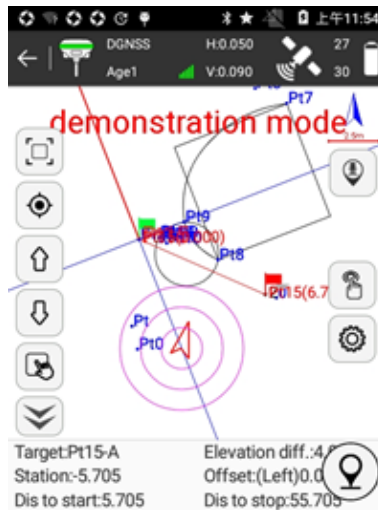 上午11:54
DGNSS H:0.050 27
Age1 V:0.090 30
Pt7
demonstration mode
2.5m
Pt9
Pt8
Pt15(6.7
Pt
Pt0
Target:Pt15-A Elevation diff.:4.
Station:-5.705 Offset:(Left)0.0
Dis to start:5.705 Dis to stop:55.705